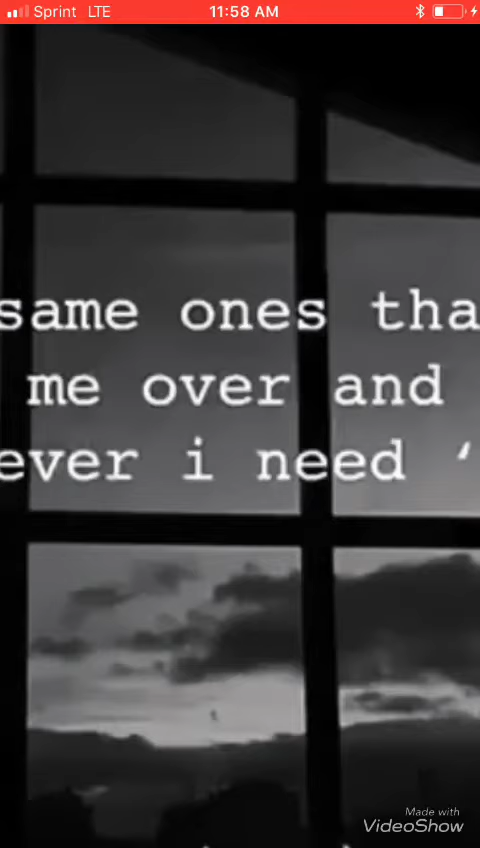 Sprint LTE 11:58 AM
same ones tha
me over and
ever i need ‘
Made with
VideoShow